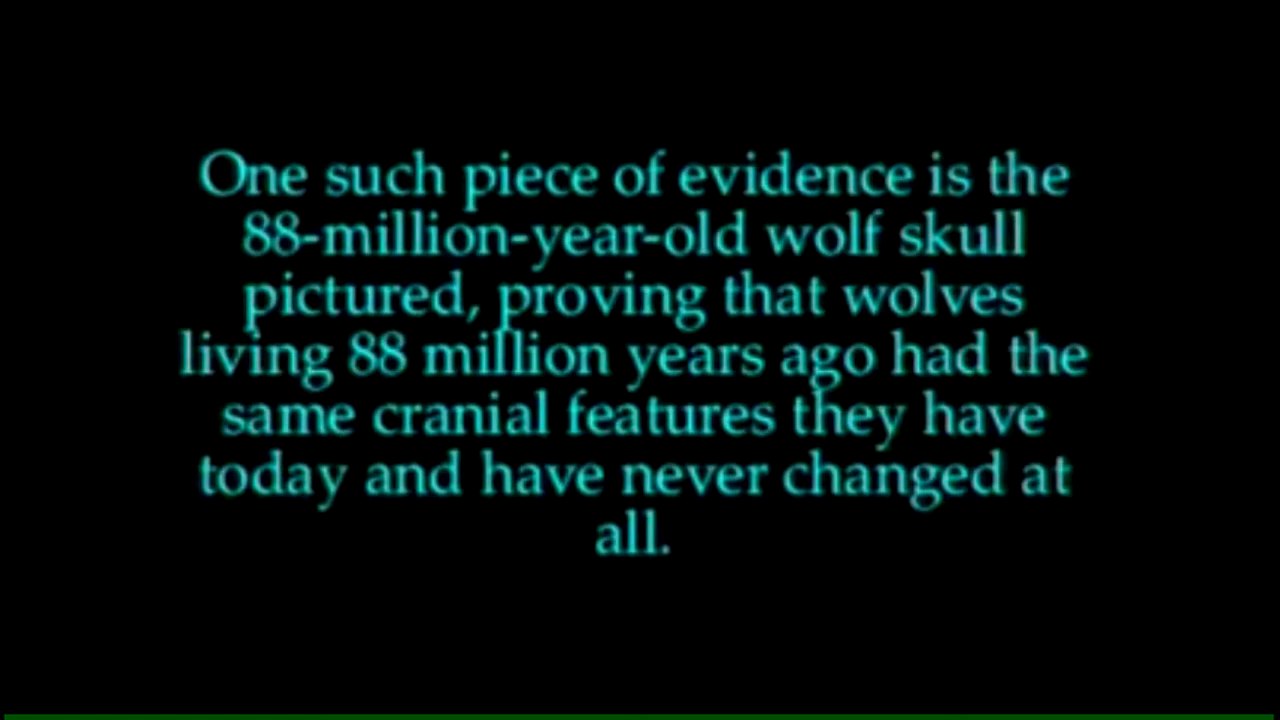 One such piece of evidence is the
88-million-year-old wolf skull
pictured, proving that wolves
living 88 million years ago had the
same cranial features they have
today and have never changed at
all.